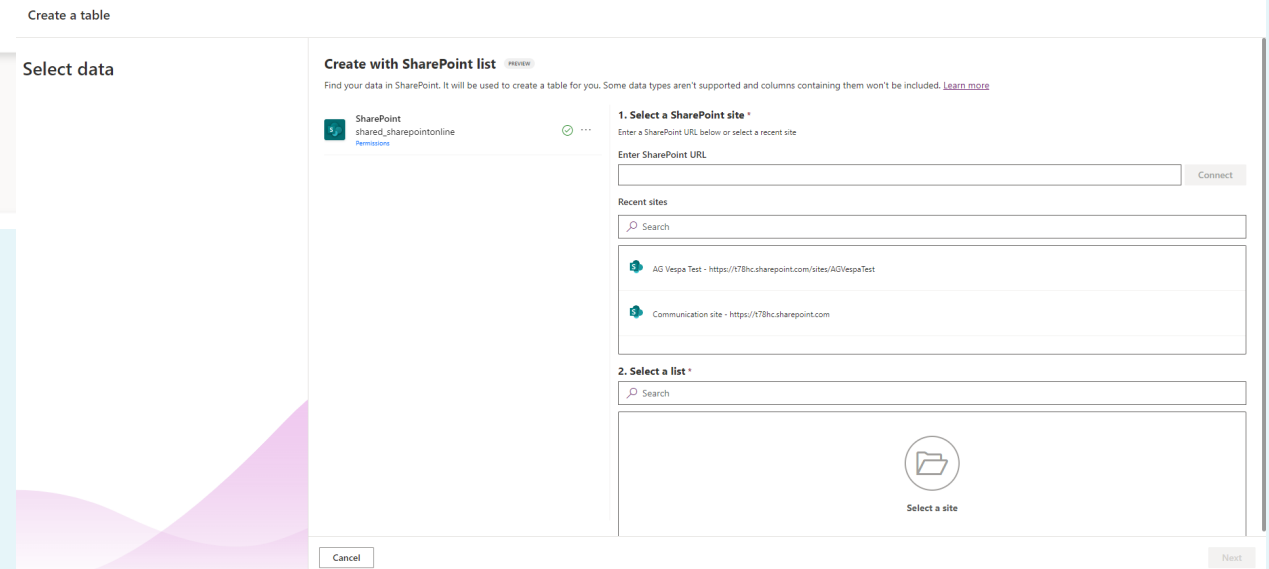 Create a table
Select data
Create with SharePoint list PREVIEW
Find your data in SharePoint. It will be used to create a table for you. Some data types aren't supported and columns containing them won't be included. Learn more
SharePoint
shared_sharepointonline
Permissions
1. Select a SharePoint site *
Enter a SharePoint URL below or select a recent site
Enter SharePoint URL
Connect
Recent sites
Search
AG Vespa Test - https://t78hc.sharepoint.com/sites/AGVespaTest
Communication site - https://t78hc.sharepoint.com
2. Select a list *
Search
Select a site
Cancel
Next